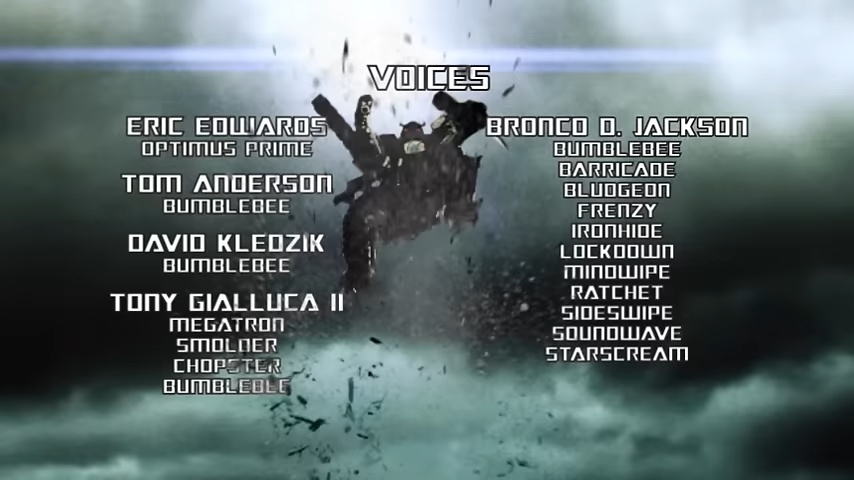 VOICES
ERIC EDWARDS
OPTIMUS PRIME
TOM ANDERSON
BUMBLEBEE
DAVID KLEDZIK
BUMBLEBEE
TONY GIALLUCA II
MEGATRON
SMOLDER
CHOPSTER
BUMBLEBEE
BRONCO D. JACKSON
BUMBLEBEE
BARRICADE
BLUDGEON
FRENZY
IRONHIDE
LOCKDOWN
MINDWIPE
RATCHET
SIDESWIPE
SOUNDWAVE
STARSCREAM